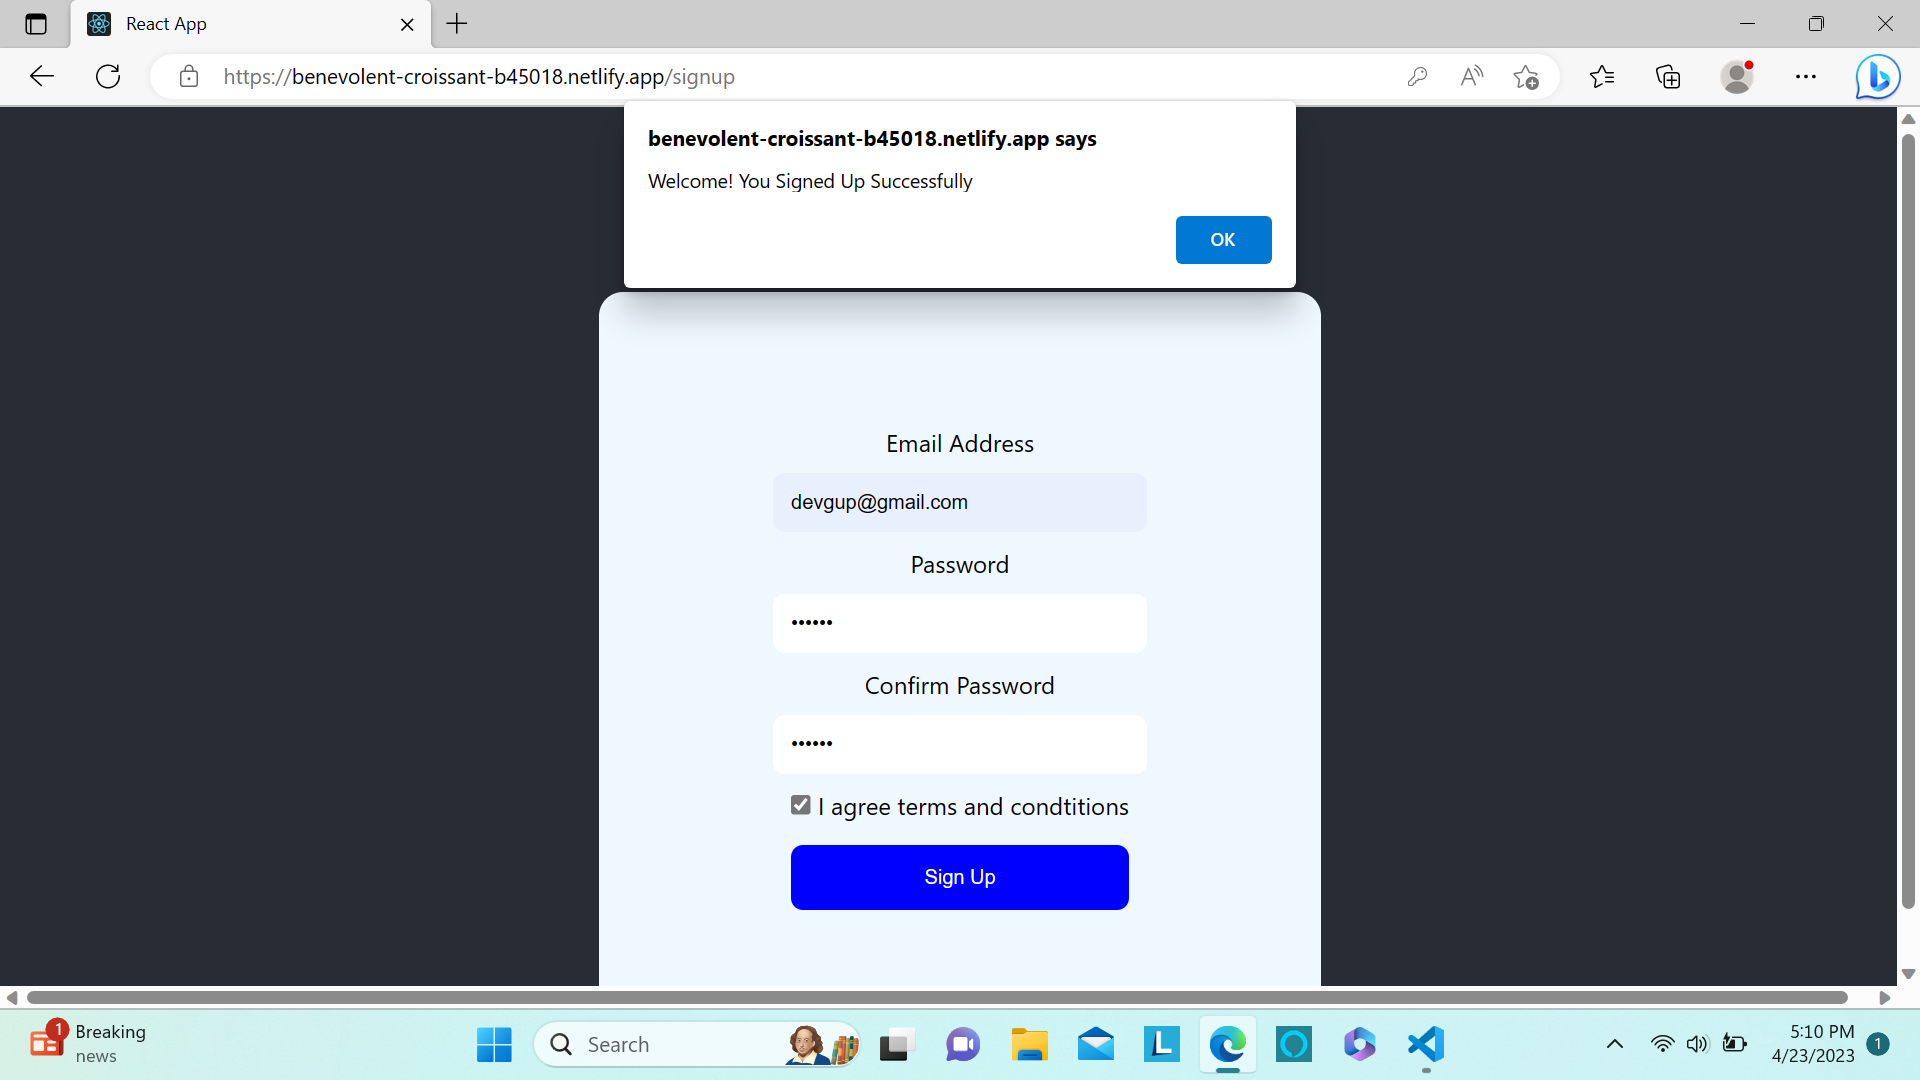 React App
https://benevolent-croissant-b45018.netlify.app/signup
benevolent-croissant-b45018.netlify.app says
Welcome! You Signed Up Successfully
OK
Email Address
devgup@gmail.com
Password
••••••
Confirm Password
••••••
I agree terms and condtitions
Sign Up
1
Breaking
news
Search
L
5:10 PM
4/23/2023
1